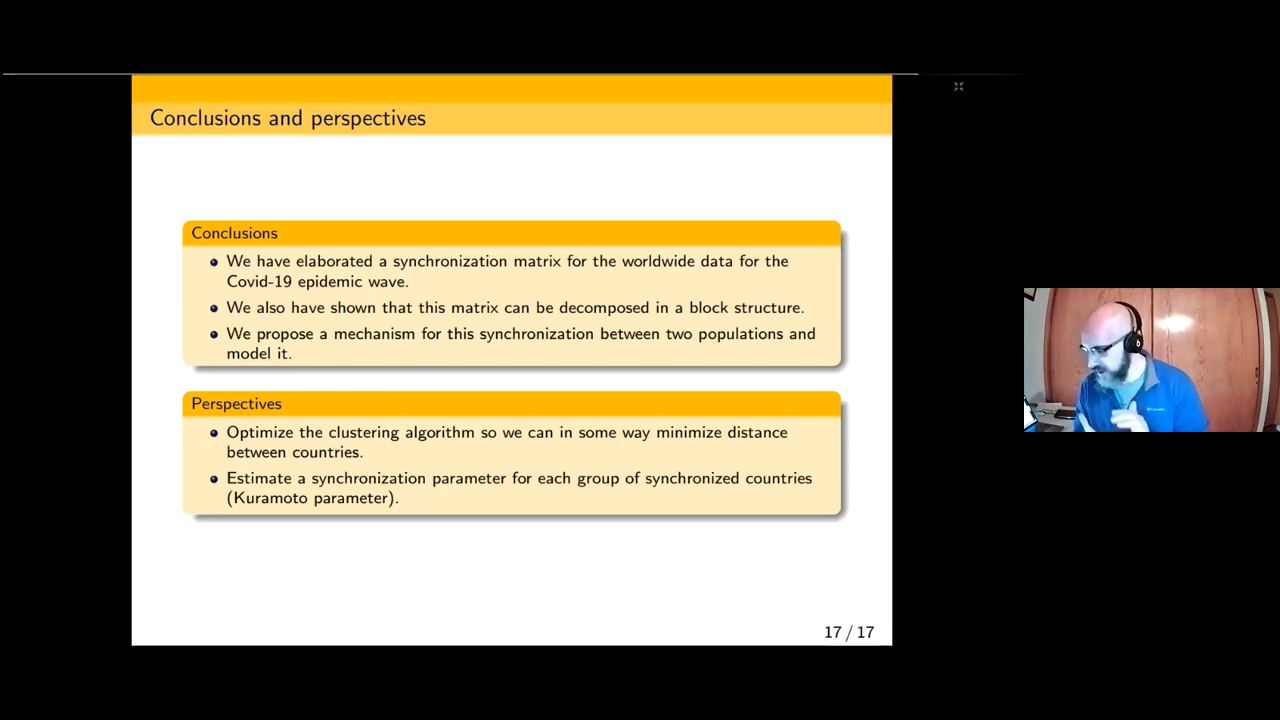 Conclusions and perspectives
Conclusions
We have elaborated a synchronization matrix for the worldwide data for the
Covid-19 epidemic wave.
We also have shown that this matrix can be decomposed in a block structure.
We propose a mechanism for this synchronization between two populations and
model it.
Perspectives
Optimize the clustering algorithm so we can in some way minimize distance
between countries.
Estimate a synchronization parameter for each group of synchronized countries
(Kuramoto parameter).
17 / 17